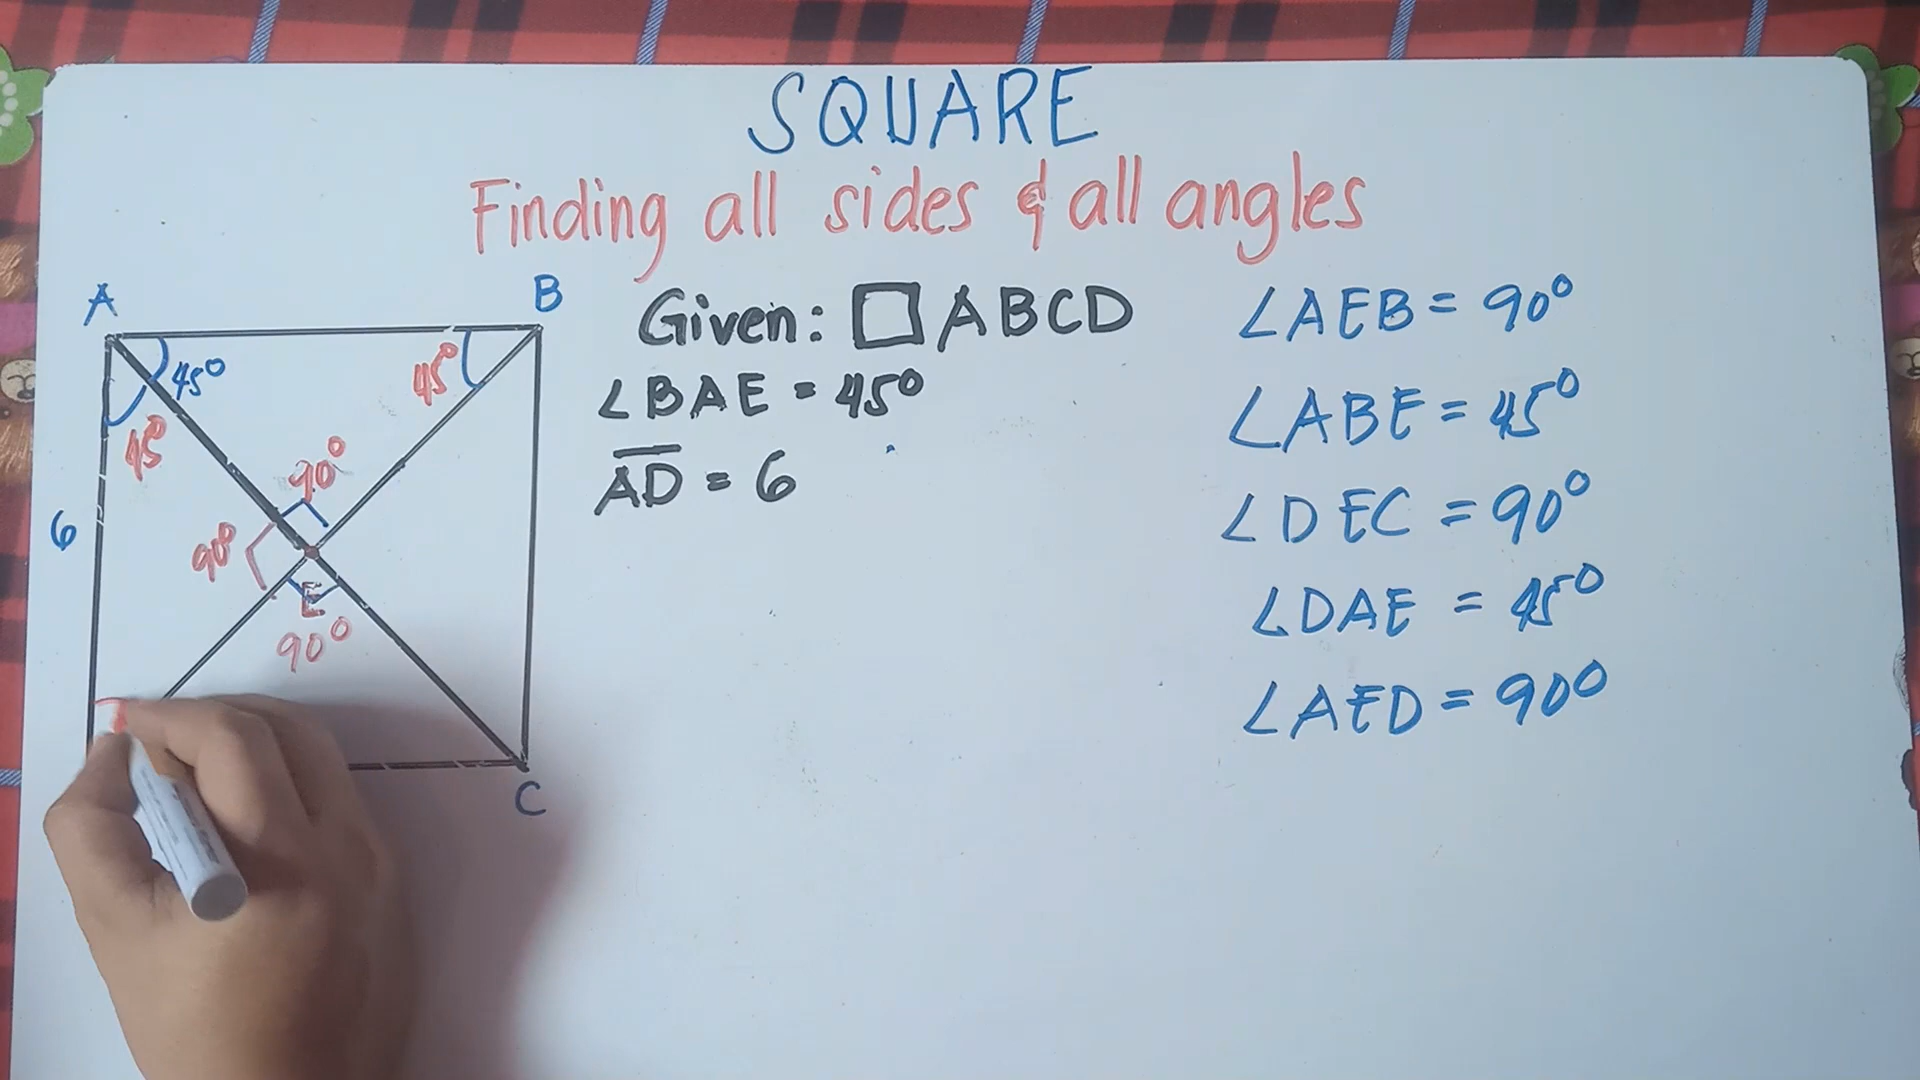 SQUARE
Finding all sides & all angles
A
B
45°
45°
45°
90°
6
90°
E
90°
C
Given: □ABCD
∠BAE = 45°
A̅D̅ = 6
∠AEB = 90°
∠ABE = 45°
∠DEC = 90°
∠DAE = 45°
∠AED = 90°